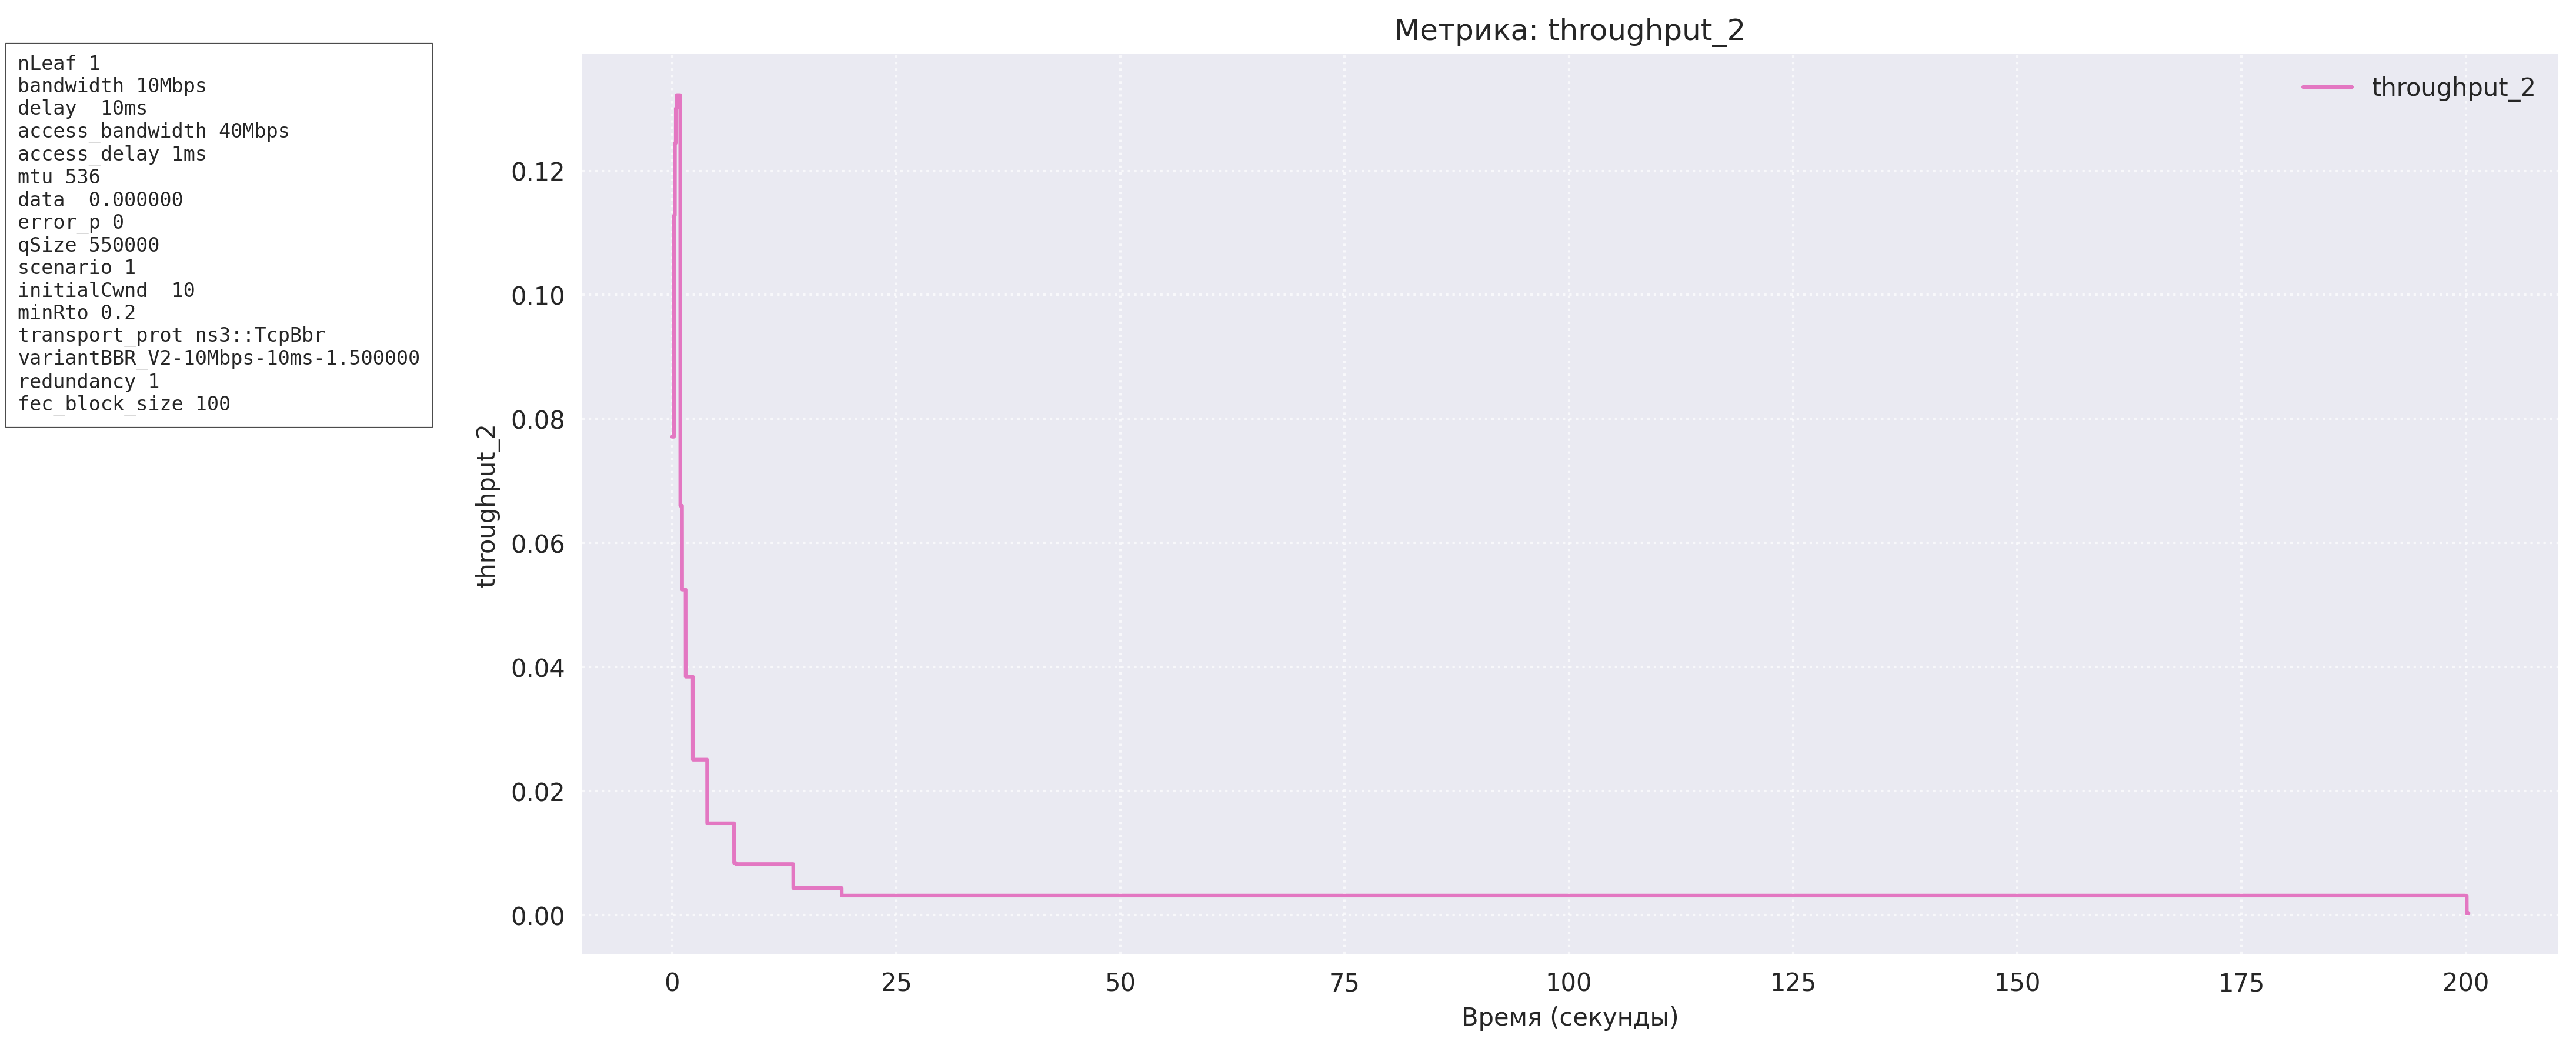 Метрика: throughput_2
nLeaf 1
bandwidth 10Mbps
delay  10ms
access_bandwidth 40Mbps
access_delay 1ms
mtu 536
data  0.000000
error_p 0
qSize 550000
scenario 1
initialCwnd  10
minRto 0.2
transport_prot ns3::TcpBbr
variantBBR_V2-10Mbps-10ms-1.500000
redundancy 1
fec_block_size 100
throughput_2
throughput_2
0.12
0.10
0.08
0.06
0.04
0.02
0.00
0 25 50 75 100 125 150 175 200
Время (секунды)